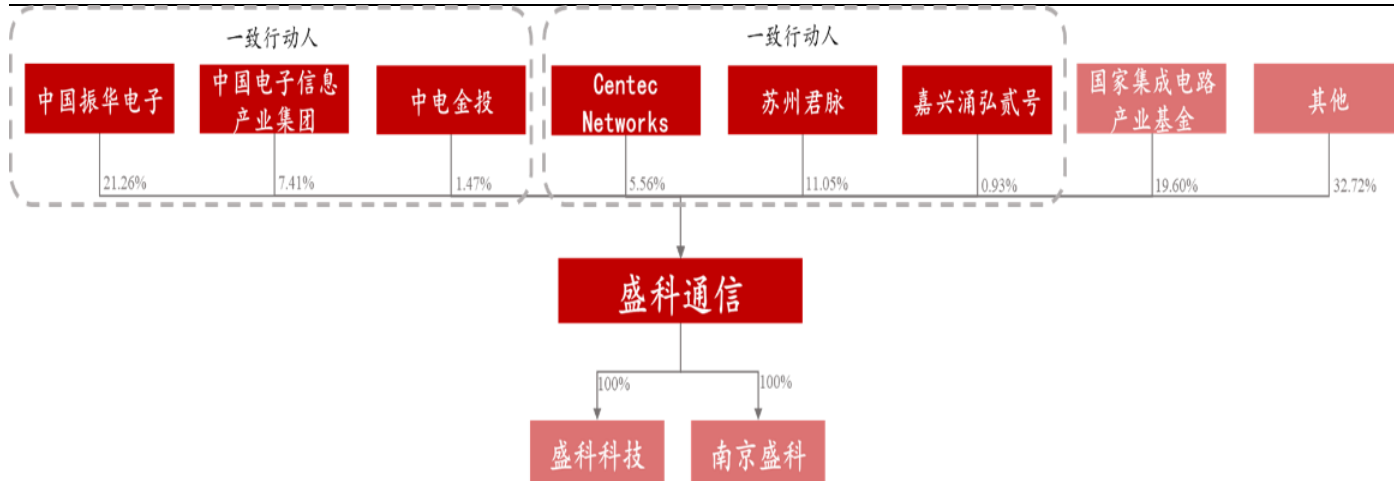 一致行动人
一致行动人
中国振华电子
中国电子信息
产业集团
中电金投
Centec
Networks
苏州君脉
嘉兴涌弘贰号
国家集成电路
产业基金
其他
21.26%
7.41%
1.47%
5.56%
11.05%
0.93%
19.60%
32.72%
盛科通信
100%
100%
盛科科技
南京盛科